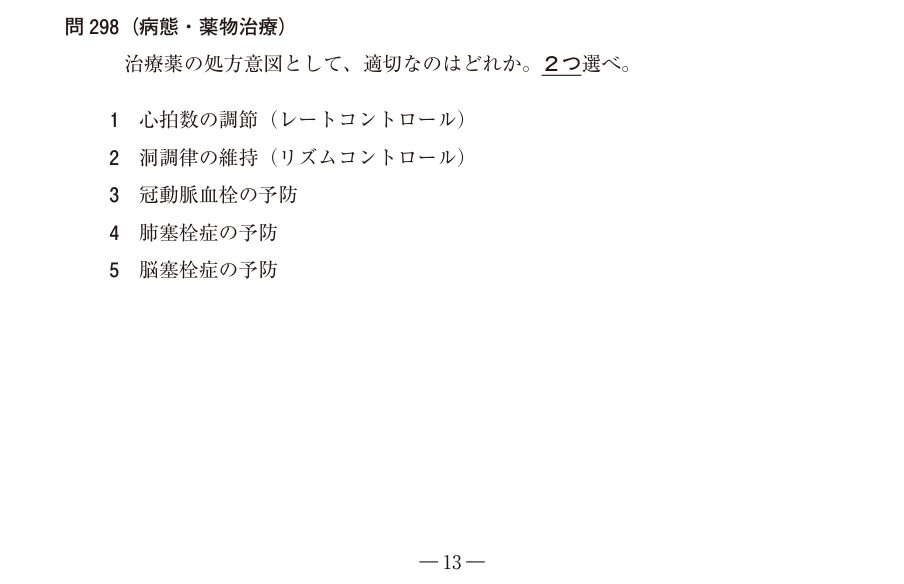 問 298（病態・薬物治療）
治療薬の処方意図として、適切なのはどれか。２つ選べ。
1 心拍数の調節（レートコントロール）
2 洞調律の維持（リズムコントロール）
3 冠動脈血栓の予防
4 肺塞栓症の予防
5 脳塞栓症の予防
― 13 ―